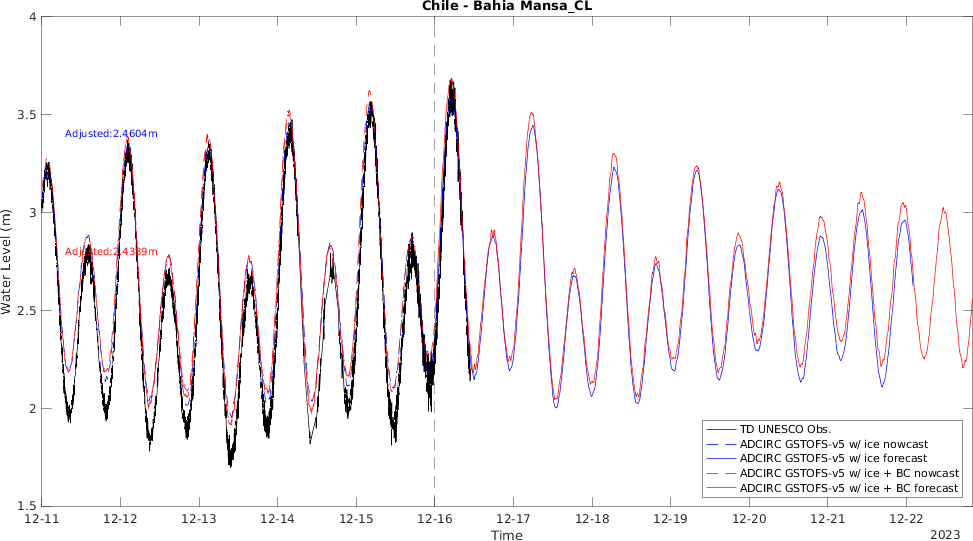 Chile - Bahia Mansa_CL
4
3.5
3
2.5
2
1.5
Water Level (m)
Adjusted:2.4604m
Adjusted:2.4389m
TD UNESCO Obs.
ADCIRC GSTOFS-v5 w/ ice nowcast
ADCIRC GSTOFS-v5 w/ ice forecast
ADCIRC GSTOFS-v5 w/ ice + BC nowcast
ADCIRC GSTOFS-v5 w/ ice + BC forecast
12-11 12-12 12-13 12-14 12-15 12-16 12-17 12-18 12-19 12-20 12-21 12-22
Time
2023